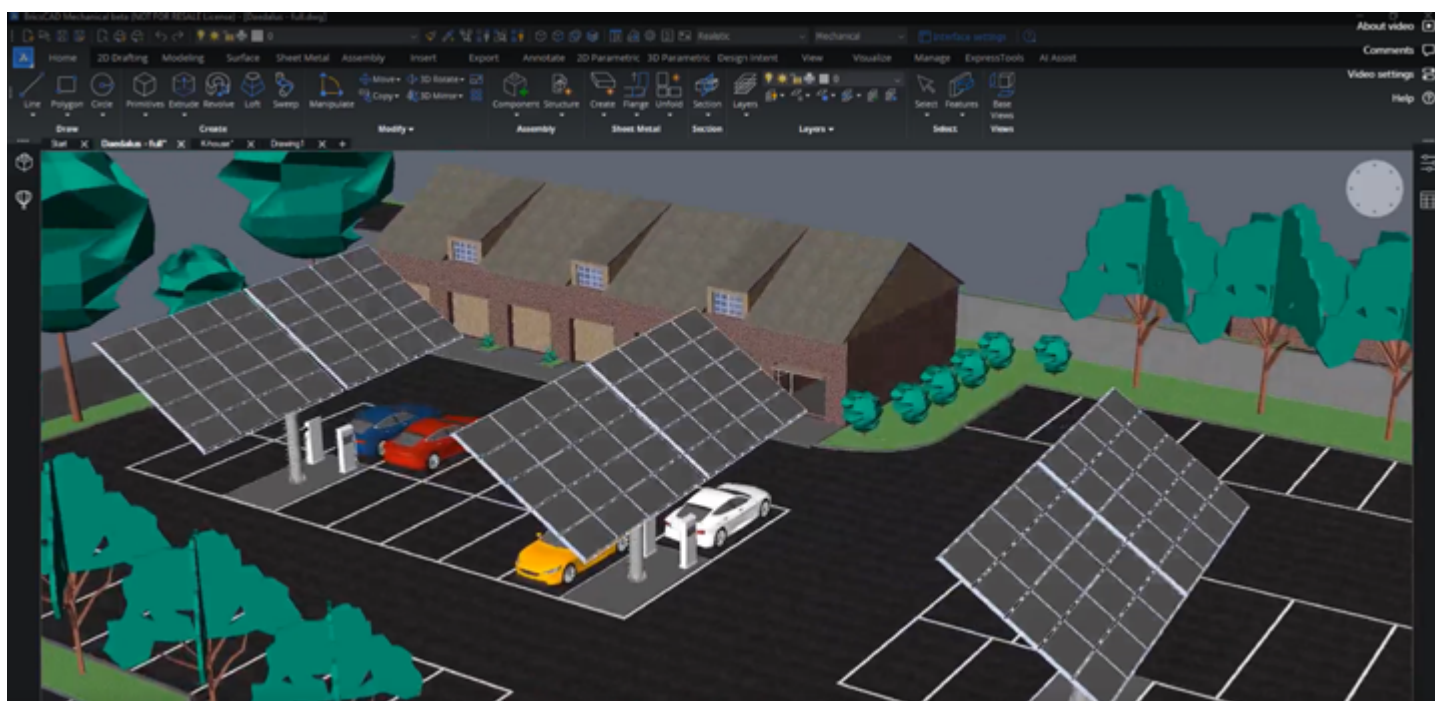 BricsCAD Mechanical beta (NOT FOR RESALE License) - [Daedalus - full.dwg]
About video
0 Realistic Mechanical Interface settings
Home 2D Drafting Modeling Surface Sheet Metal Assembly Insert Export Annotate 2D Parametric 3D Parametric Design Intent View Visualize Manage ExpressTools AI Assist
Comments
Video settings
Move 3D Rotate 0
Help
Copy 3D Mirror
Line Polygon Circle Primitives Extrude Revolve Loft Sweep Manipulate Component Structure Create Flange Unfold Section Layers Select Features Base Views
Draw Create Modify Assembly Sheet Metal Section Layers Select Views
Start X Daedalus - full* X Khouse* X Drawing1 X +